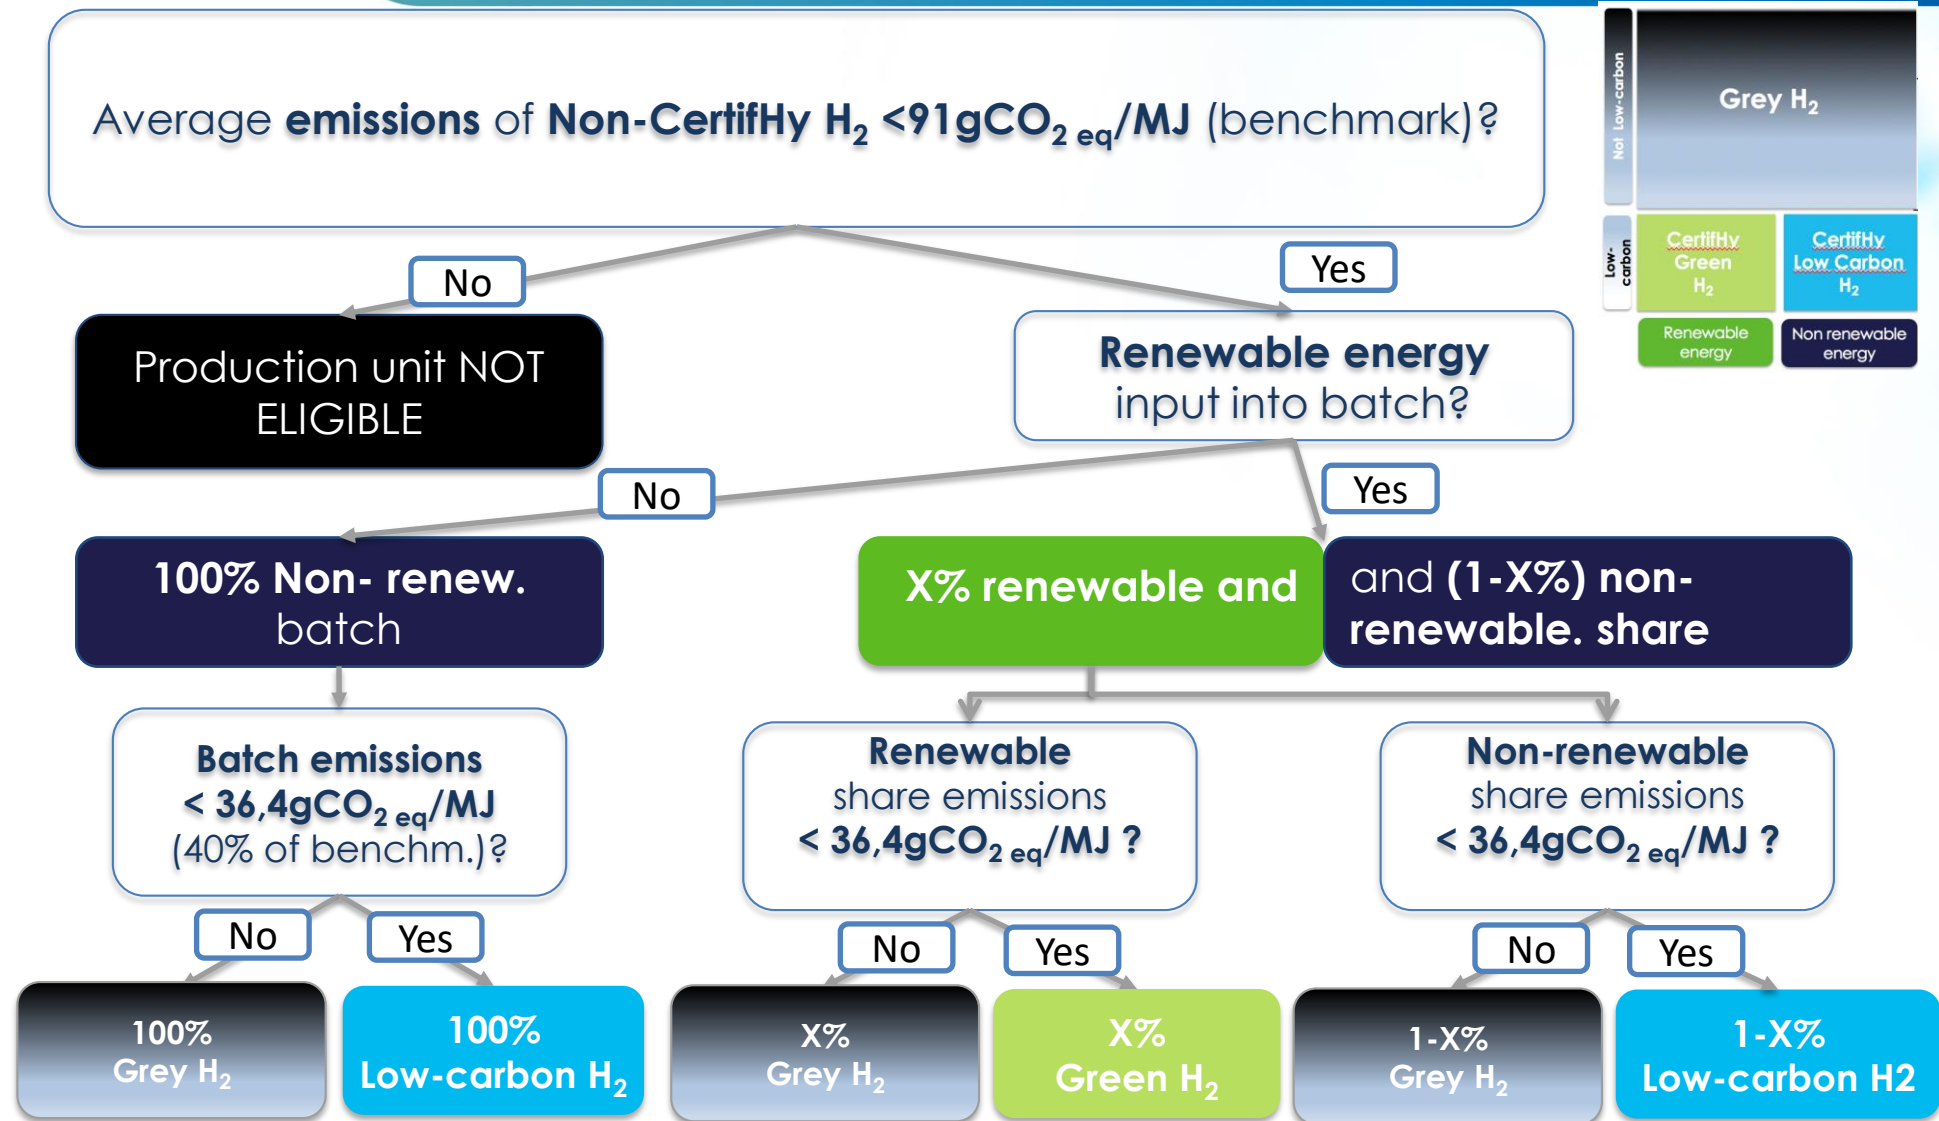 Average emissions of Non-CertifHy H₂ <91gCO₂ eq/MJ (benchmark)?
Not Low-carbon
Grey H₂
Low-
carbon
CertifHy
Green
H₂
CertifHy
Low Carbon
H₂
Renewable
energy
Non renewable
energy
No
Yes
Production unit NOT
ELIGIBLE
Renewable energy
input into batch?
No
Yes
100% Non- renew.
batch
X% renewable and
and (1-X%) non-
renewable. share
Batch emissions
< 36,4gCO₂ eq/MJ
(40% of benchm.)?
Renewable
share emissions
< 36,4gCO₂ eq/MJ ?
Non-renewable
share emissions
< 36,4gCO₂ eq/MJ ?
No
Yes
No
Yes
No
Yes
100%
Grey H₂
100%
Low-carbon H₂
X%
Grey H₂
X%
Green H₂
1-X%
Grey H₂
1-X%
Low-carbon H2